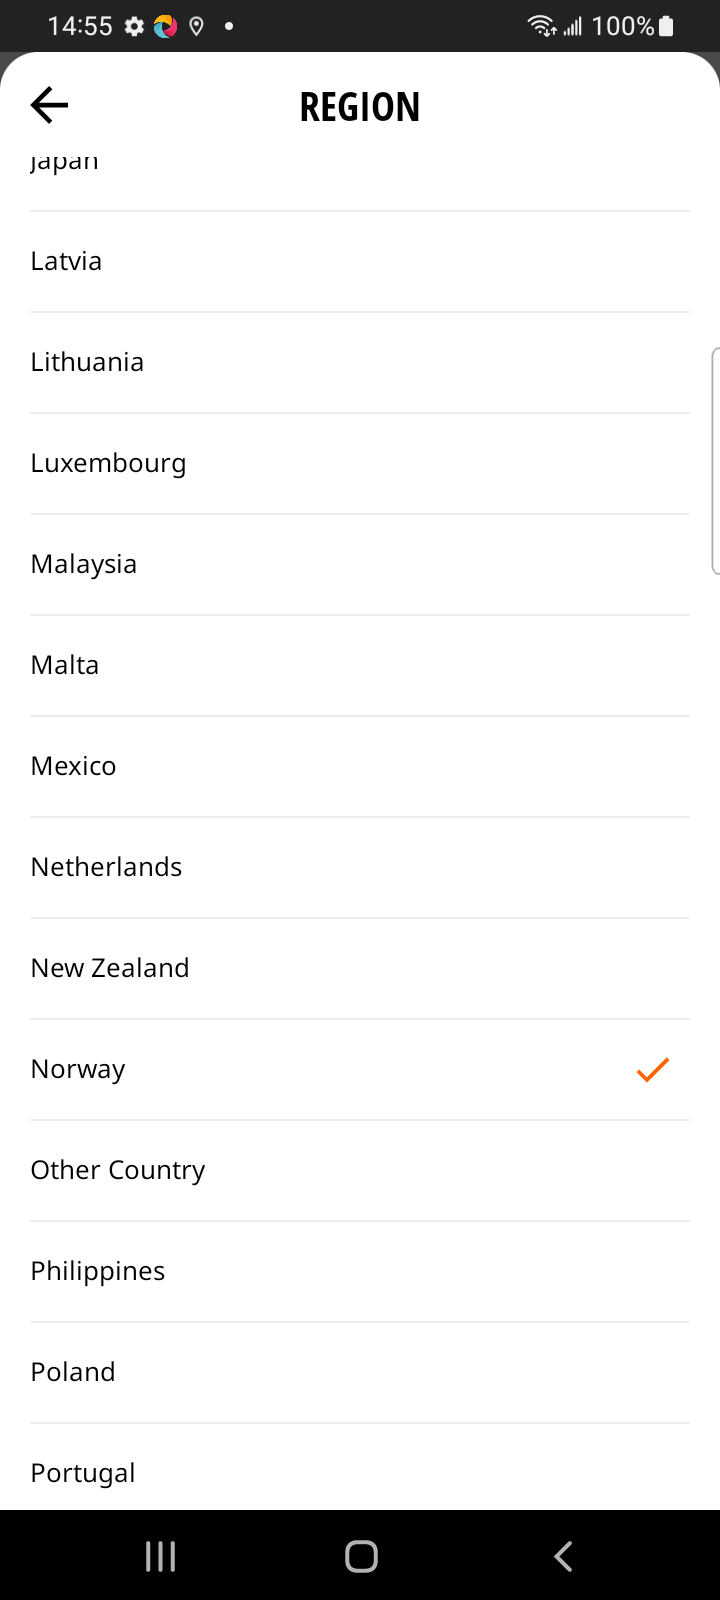 14:55
100%
REGION
Japan
Latvia
Lithuania
Luxembourg
Malaysia
Malta
Mexico
Netherlands
New Zealand
Norway
Other Country
Philippines
Poland
Portugal